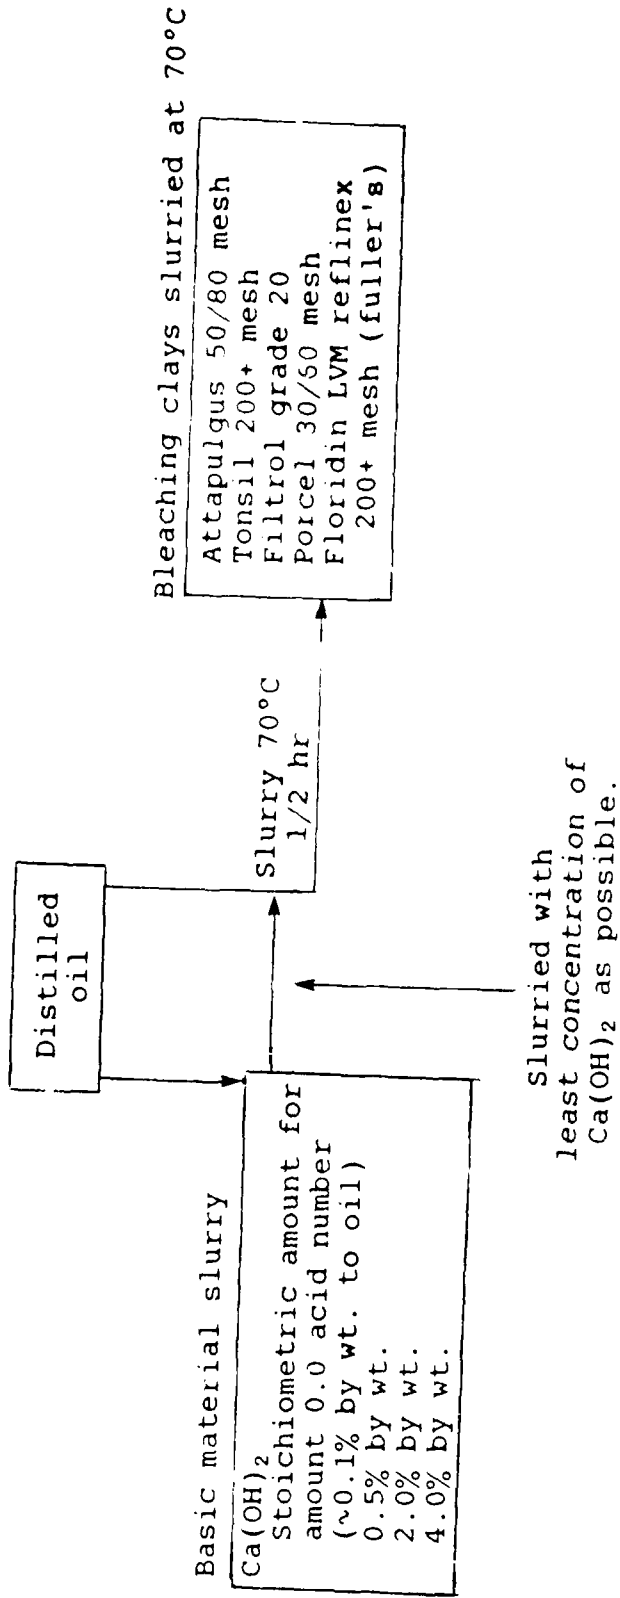 Distilled
oil
Basic material slurry
Ca(OH)₂
Stoichiometric amount for
amount 0.0 acid number
(~0.1% by wt. to oil)
0.5% by wt.
2.0% by wt.
4.0% by wt.
Slurry 70°C
1/2 hr
Slurried with
least concentration of
Ca(OH)₂ as possible.
Bleaching clays slurried at 70°C
Attapulgus 50/80 mesh
Tonsil 200+ mesh
Filtrol grade 20
Porcel 30/60 mesh
Floridin LVM reflinex
200+ mesh (fuller's)